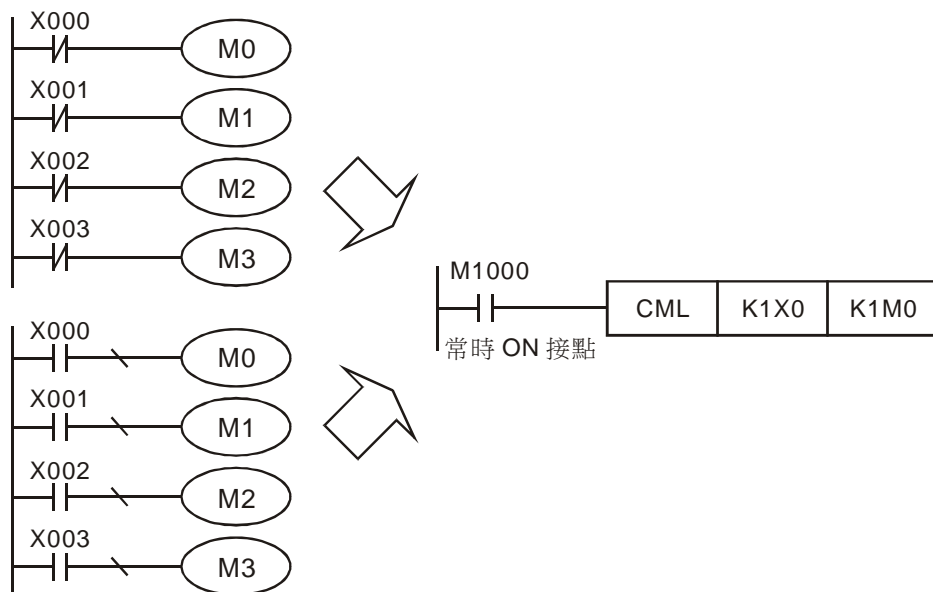 X000
M0
X001
M1
X002
M2
X003
M3
M1000
CML K1X0 K1M0
常時 ON 接點
X000
M0
X001
M1
X002
M2
X003
M3